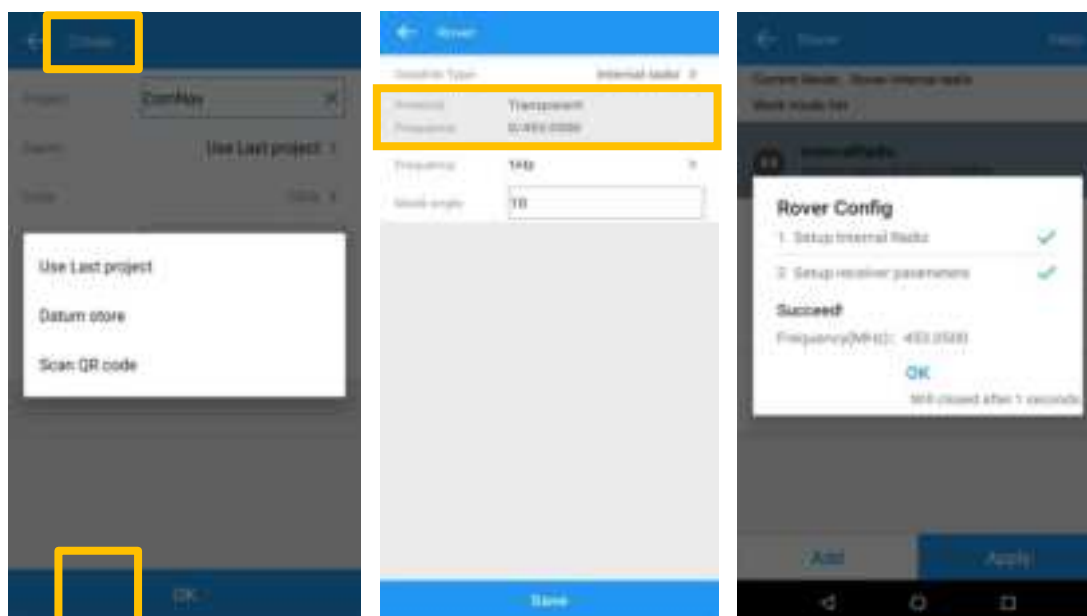 Create
Project ComNav
Use Last project
Use Last project
Datum store
Scan QR code
OK
Rover
Datalink Type Internal radio
Protocol Transparent
Frequency
Frequency 1Hz
Mask angle 10
Save
Rover
Current Mode: Rover internal radio
Work mode list
Rover Config
1 Setup Internal Radio
2 Setup receiver parameters
Succeed!
Frequency(MHz): 453.0500
OK
Will closed after 1 seconds
Add Apply